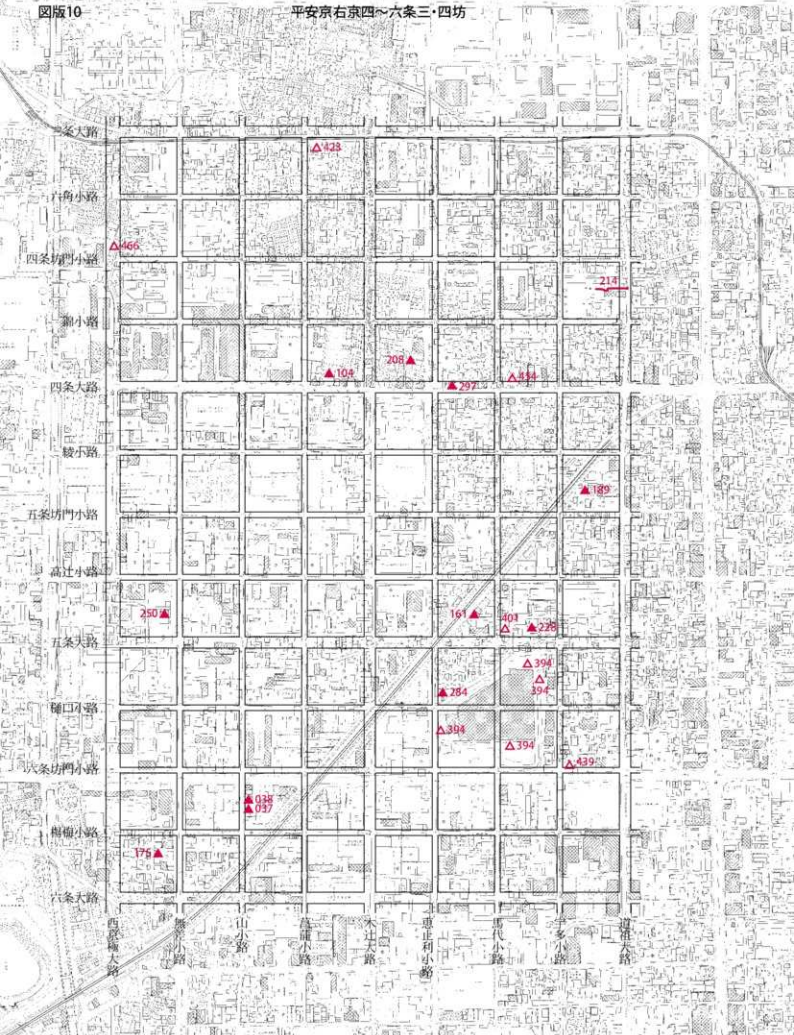 図版10
平安京右京四～六条三・四坊
三条大路
423
六角小路
466
四条坊門小路
214
錦小路
208
104
454
297
四条大路
綾小路
189
五条坊門小路
高辻小路
250
161
401
228
五条大路
394
394
284
樋口小路
394
394
439
六条坊門小路
038
037
楊梅小路
176
六条大路
西京極大路
無差小路
山小路
菖蒲小路
木辻大路
恵止利小路
馬代小路
宇多小路
道祖大路